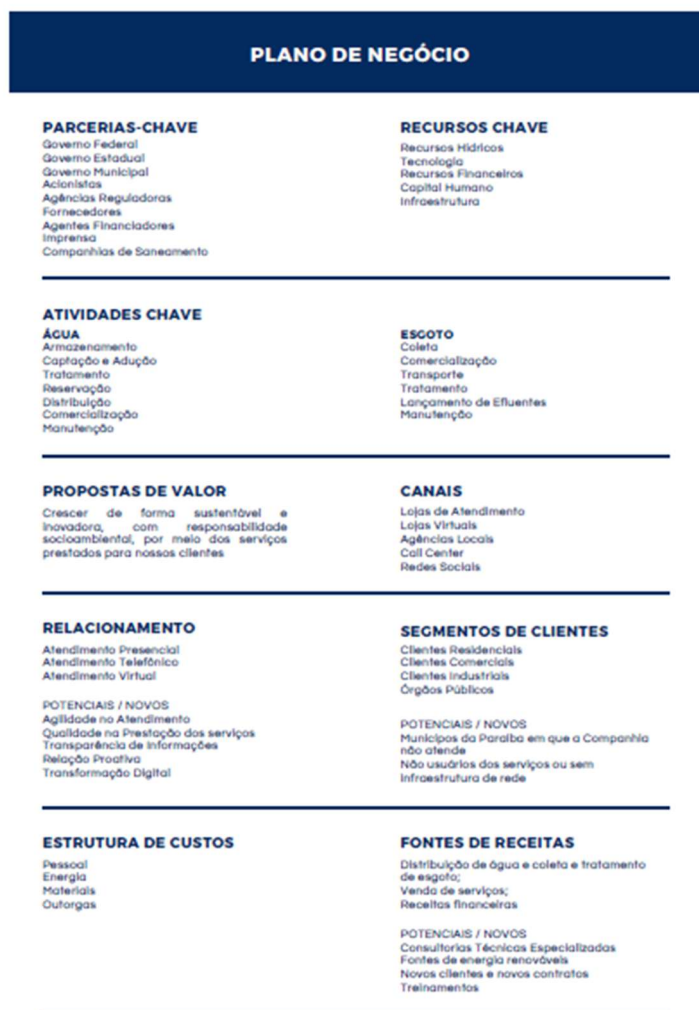 PLANO DE NEGÓCIO
PARCERIAS-CHAVE
Governo Federal
Governo Estadual
Governo Municipal
Acionistas
Agências Reguladoras
Fornecedores
Agentes Financiadores
Imprensa
Companhias de Saneamento
RECURSOS CHAVE
Recursos Hídricos
Tecnologia
Recursos Financeiros
Capital Humano
Infraestrutura
ATIVIDADES CHAVE
ÁGUA
Armazenamento
Captação e Adução
Tratamento
Reservação
Distribuição
Comercialização
Manutenção
ESGOTO
Coleta
Comercialização
Transporte
Tratamento
Lançamento de Efluentes
Manutenção
PROPOSTAS DE VALOR
Crescer de forma sustentável e
inovadora, com responsabilidade
socioambiental, por meio dos serviços
prestados para nossos clientes
CANAIS
Lojas de Atendimento
Lojas Virtuais
Agências Locais
Call Center
Redes Sociais
RELACIONAMENTO
Atendimento Presencial
Atendimento Telefônico
Atendimento Virtual
POTENCIAIS / NOVOS
Agilidade no Atendimento
Qualidade na Prestação dos serviços
Transparência de Informações
Relação Proativa
Transformação Digital
SEGMENTOS DE CLIENTES
Clientes Residenciais
Clientes Comerciais
Clientes Industriais
Órgãos Públicos
POTENCIAIS / NOVOS
Municípos da Paraíba em que a Companhia
não atende
Não usuários dos serviços ou sem
infraestrutura de rede
ESTRUTURA DE CUSTOS
Pessoal
Energia
Materiais
Outorgas
FONTES DE RECEITAS
Distribuição de água e coleta e tratamento
de esgoto;
Venda de serviços;
Receitas financeiras
POTENCIAIS / NOVOS
Consultorias Técnicas Especializadas
Fontes de energia renováveis
Novos clientes e novos contratos
Treinamentos